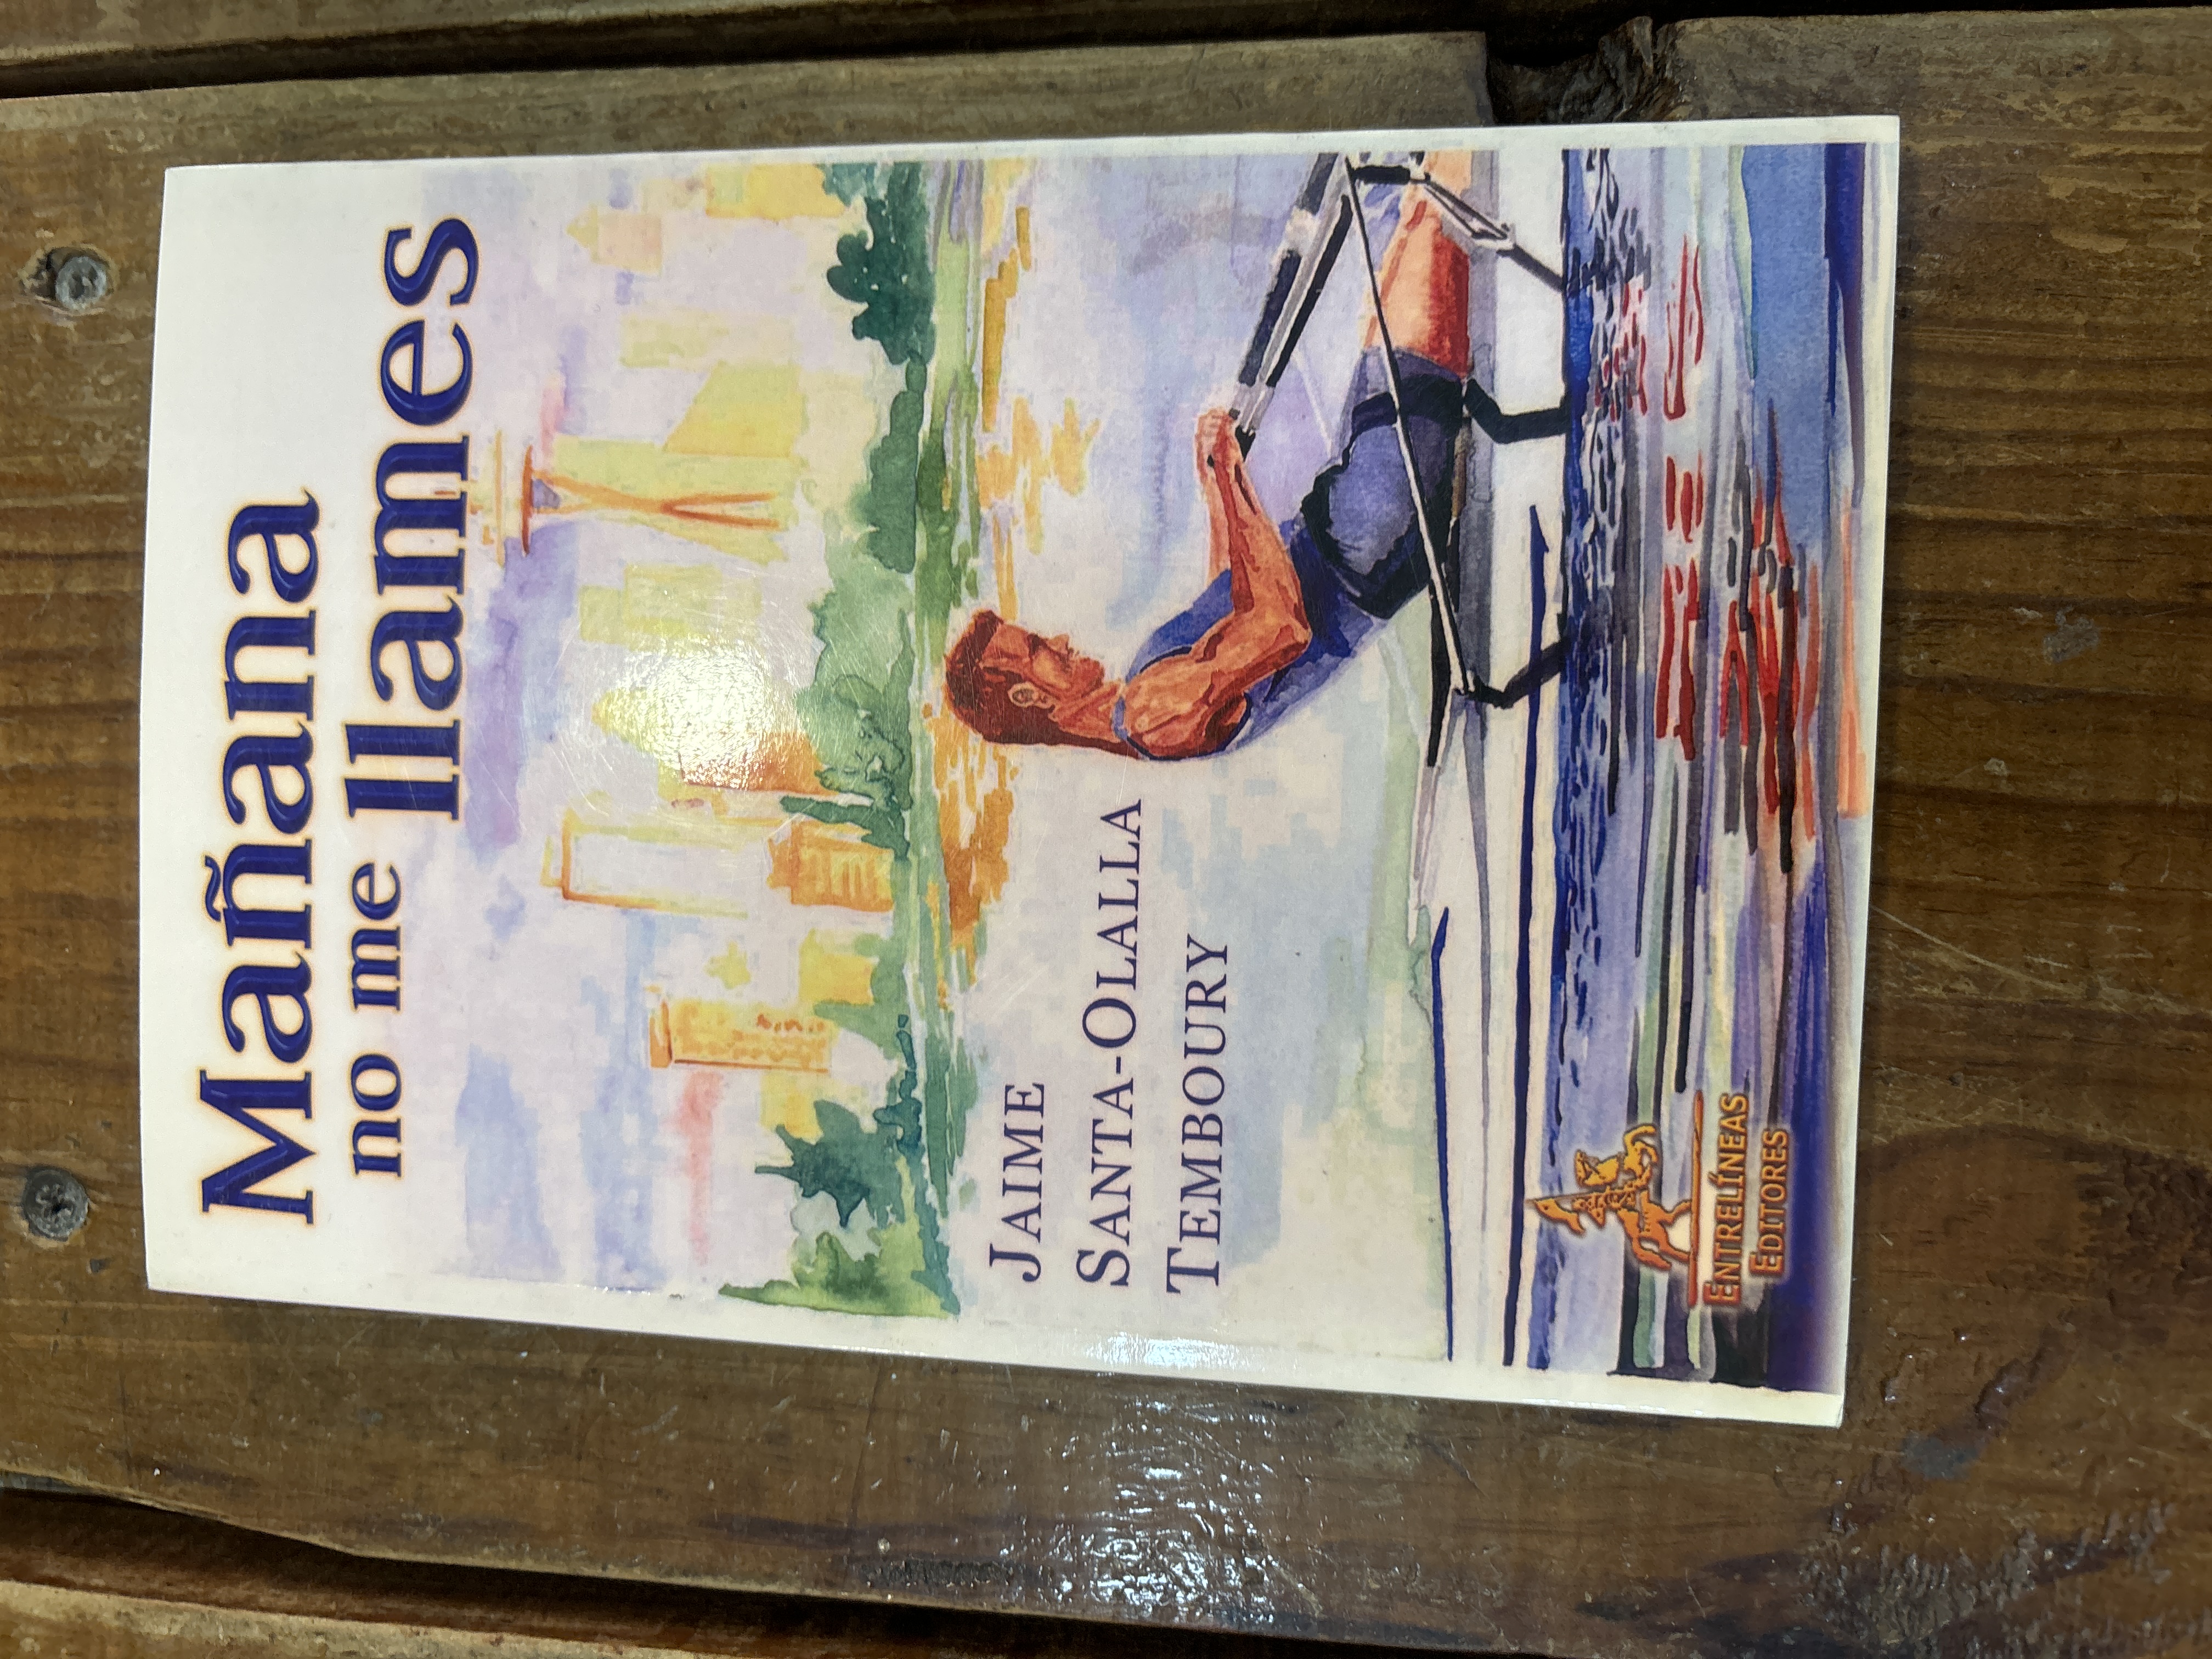 Mañana
no me llames
JAIME
SANTA-OLALLA
TEMBOURY
ENTRELÍNEAS
EDITORES